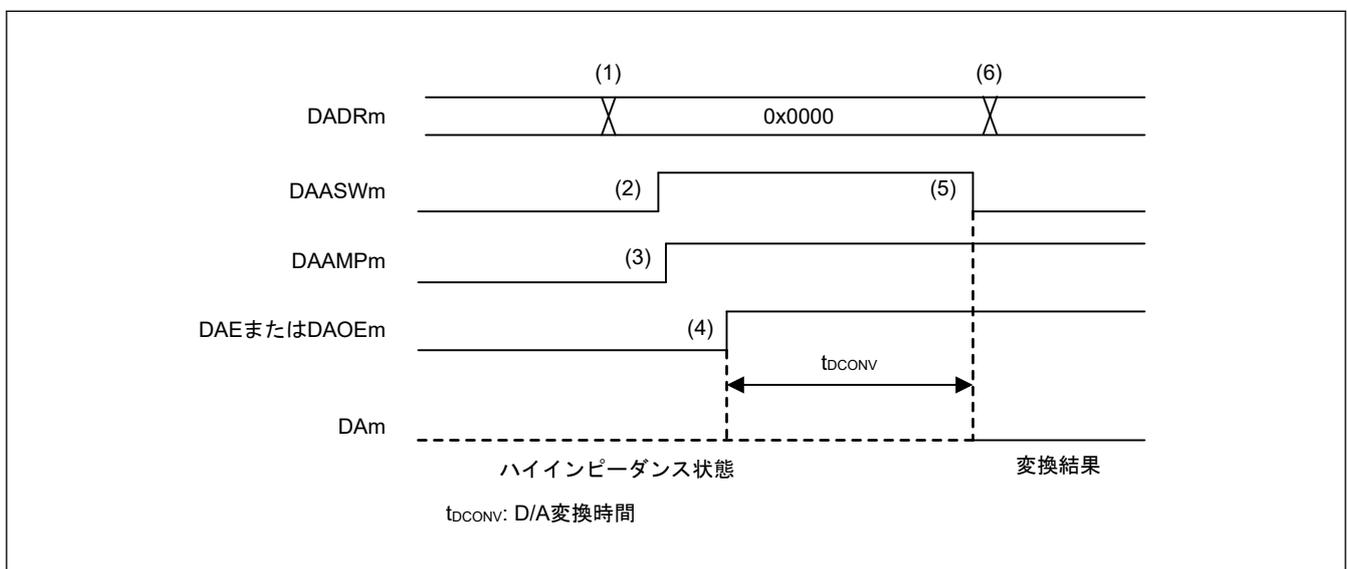 (1) (6)
DADRm 0x0000
DAASWm (2) (5)
DAAMPm (3)
DAEまたはDAOEm (4)
tDCONV
DAm
ハイインピーダンス状態 変換結果
tDCONV: D/A変換時間